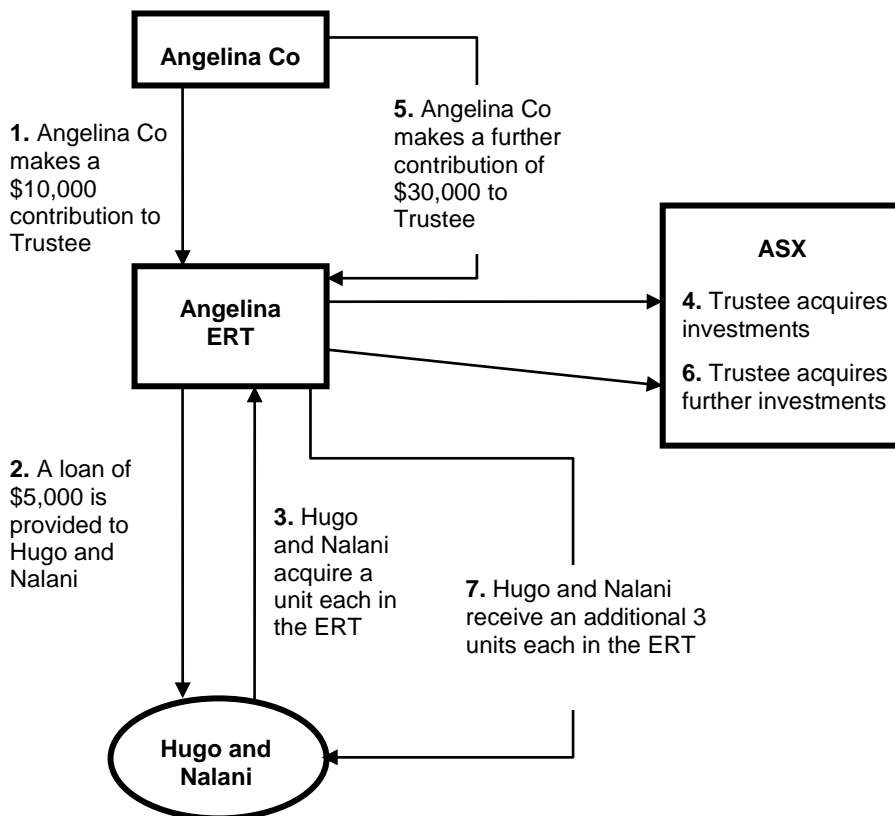 Angelina Co
1. Angelina Co
makes a
$10,000
contribution to
Trustee
5. Angelina Co
makes a further
contribution of
$30,000 to
Trustee
Angelina
ERT
ASX
4. Trustee acquires
investments
6. Trustee acquires
further investments
2. A loan of
$5,000 is
provided to
Hugo and
Nalani
3. Hugo
and Nalani
acquire a
unit each in
the ERT
7. Hugo and Nalani
receive an additional 3
units each in the ERT
Hugo and
Nalani